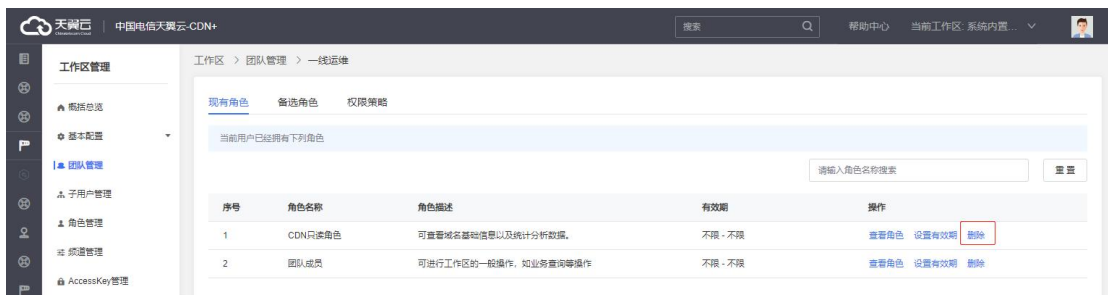 天翼云 中国电信天翼云-CDN+ 搜索 帮助中心 当前工作区: 系统内置...
工作区管理
概括总览
基本配置
团队管理
子用户管理
角色管理
频道管理
AccessKey管理
工作区 > 团队管理 > 一线运维
现有角色 备选角色 权限策略
当前用户已经拥有下列角色
请输入角色名称搜索 重置
序号 角色名称 角色描述 有效期 操作
1 CDN只读角色 可查看域名基础信息以及统计分析数据。 不限 - 不限 查看角色 设置有效期 删除
2 团队成员 可进行工作区的一般操作，如业务查询等操作 不限 - 不限 查看角色 设置有效期 删除